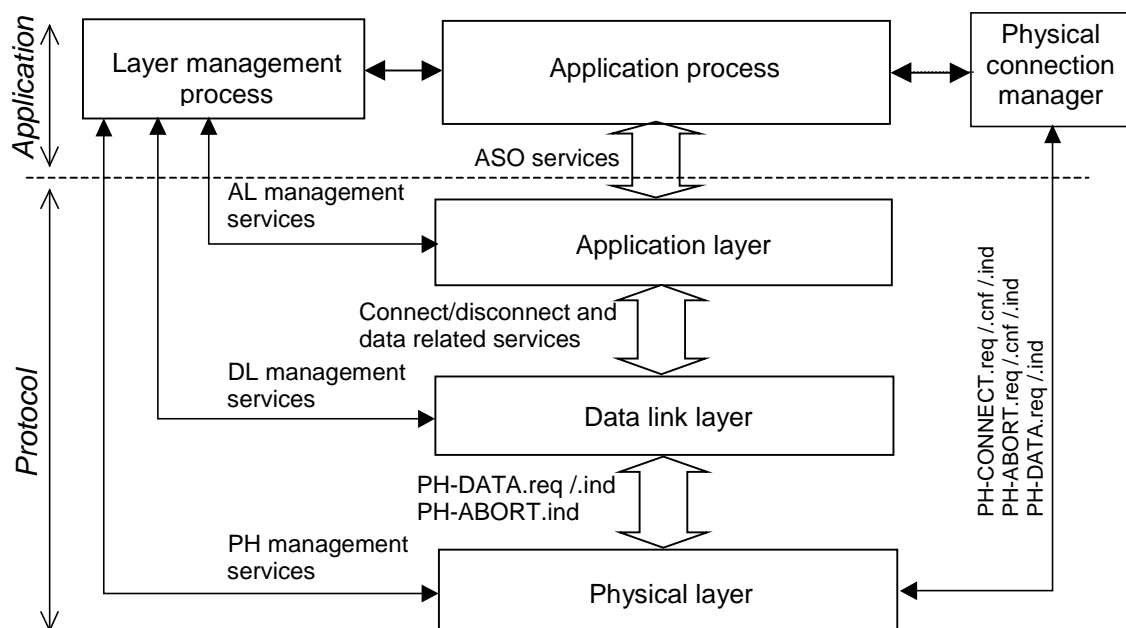 Application
Layer management
process
Application process
Physical
connection
manager
ASO services
Protocol
AL management
services
Application layer
Connect/disconnect and
data related services
DL management
services
Data link layer
PH-DATA.req /.ind
PH-ABORT.ind
PH management
services
Physical layer
PH-CONNECT.req /.cnf /.ind
PH-ABORT.req /.cnf /.ind
PH-DATA.req /.ind